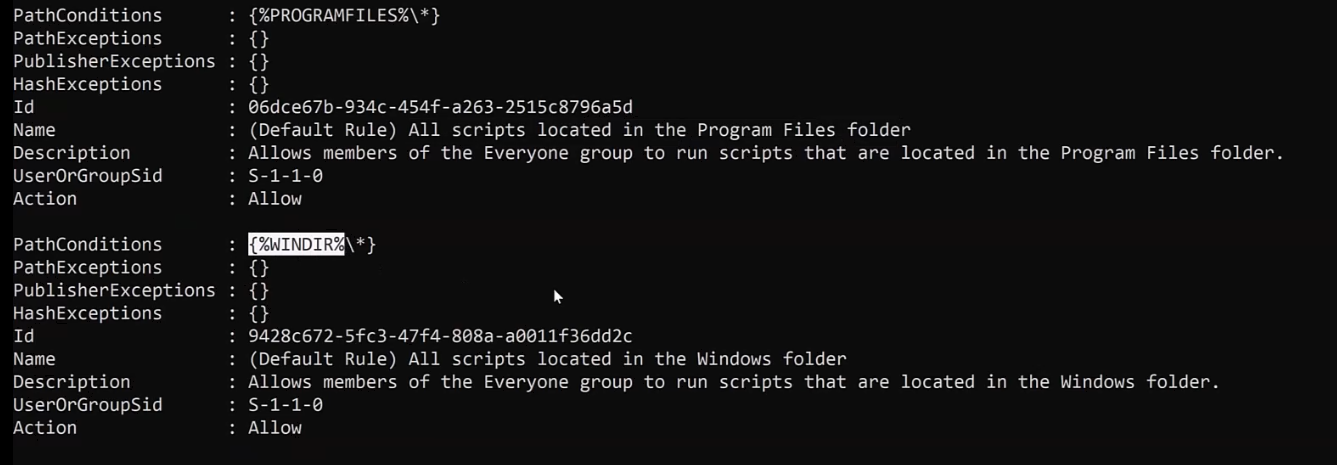 PathConditions      : {%PROGRAMFILES%\*}
PathExceptions      : {}
PublisherExceptions : {}
HashExceptions      : {}
Id                  : 06dce67b-934c-454f-a263-2515c8796a5d
Name                : (Default Rule) All scripts located in the Program Files folder
Description         : Allows members of the Everyone group to run scripts that are located in the Program Files folder.
UserOrGroupSid      : S-1-1-0
Action              : Allow
PathConditions      : {%WINDIR%\*}
PathExceptions      : {}
PublisherExceptions : {}
HashExceptions      : {}
Id                  : 9428c672-5fc3-47f4-808a-a0011f36dd2c
Name                : (Default Rule) All scripts located in the Windows folder
Description         : Allows members of the Everyone group to run scripts that are located in the Windows folder.
UserOrGroupSid      : S-1-1-0
Action              : Allow